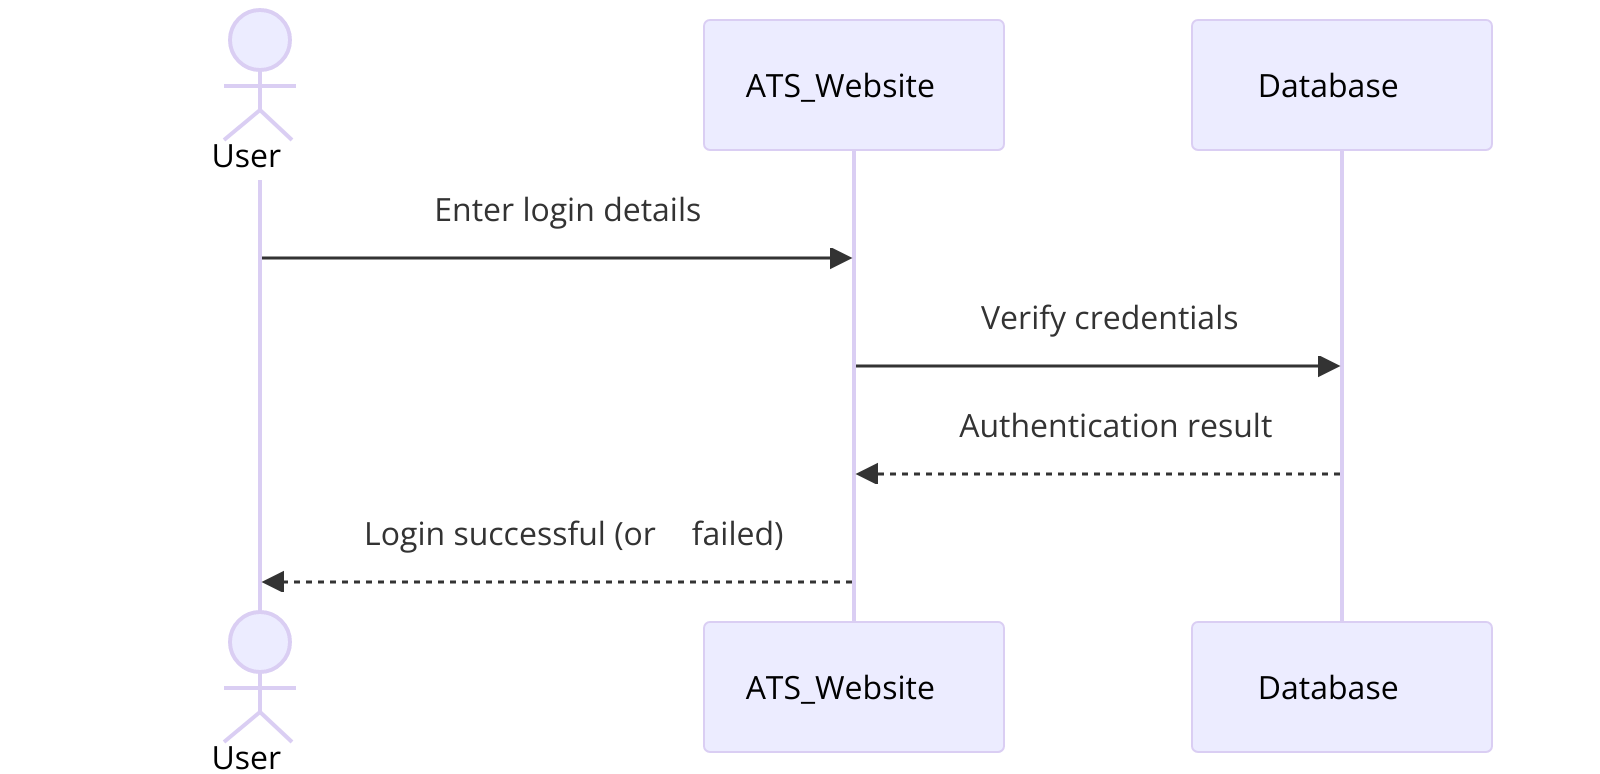 User
ATS_Website
Database
Enter login details
Verify credentials
Authentication result
Login successful (or failed)
User
ATS_Website
Database